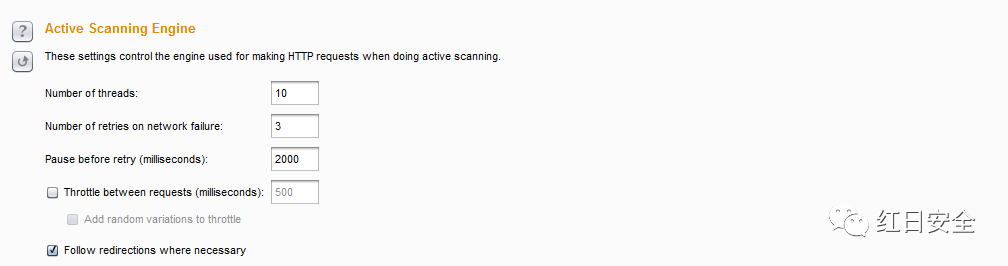 ?
Active Scanning Engine
These settings control the engine used for making HTTP requests when doing active scanning.
Number of threads: 10
Number of retries on network failure: 3
Pause before retry (milliseconds): 2000
Throttle between requests (milliseconds): 500
Add random variations to throttle
Follow redirections where necessary
红日安全